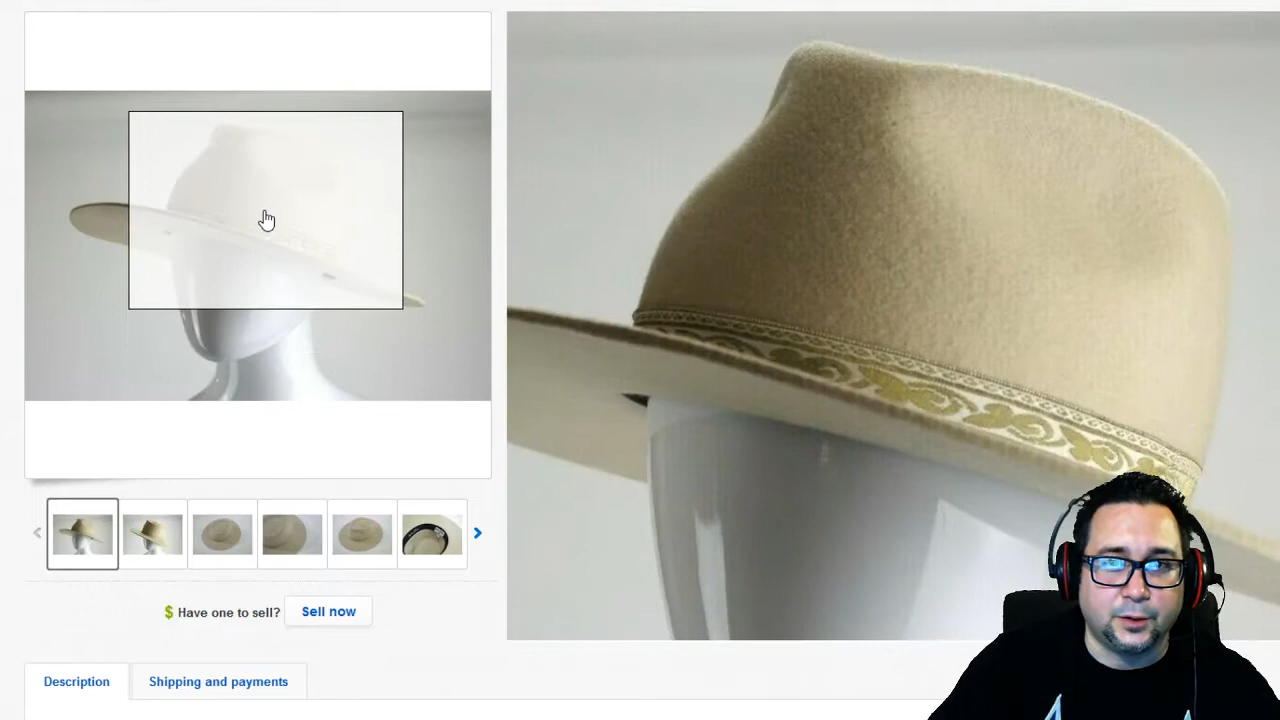 $ Have one to sell? Sell now
Description
Shipping and payments